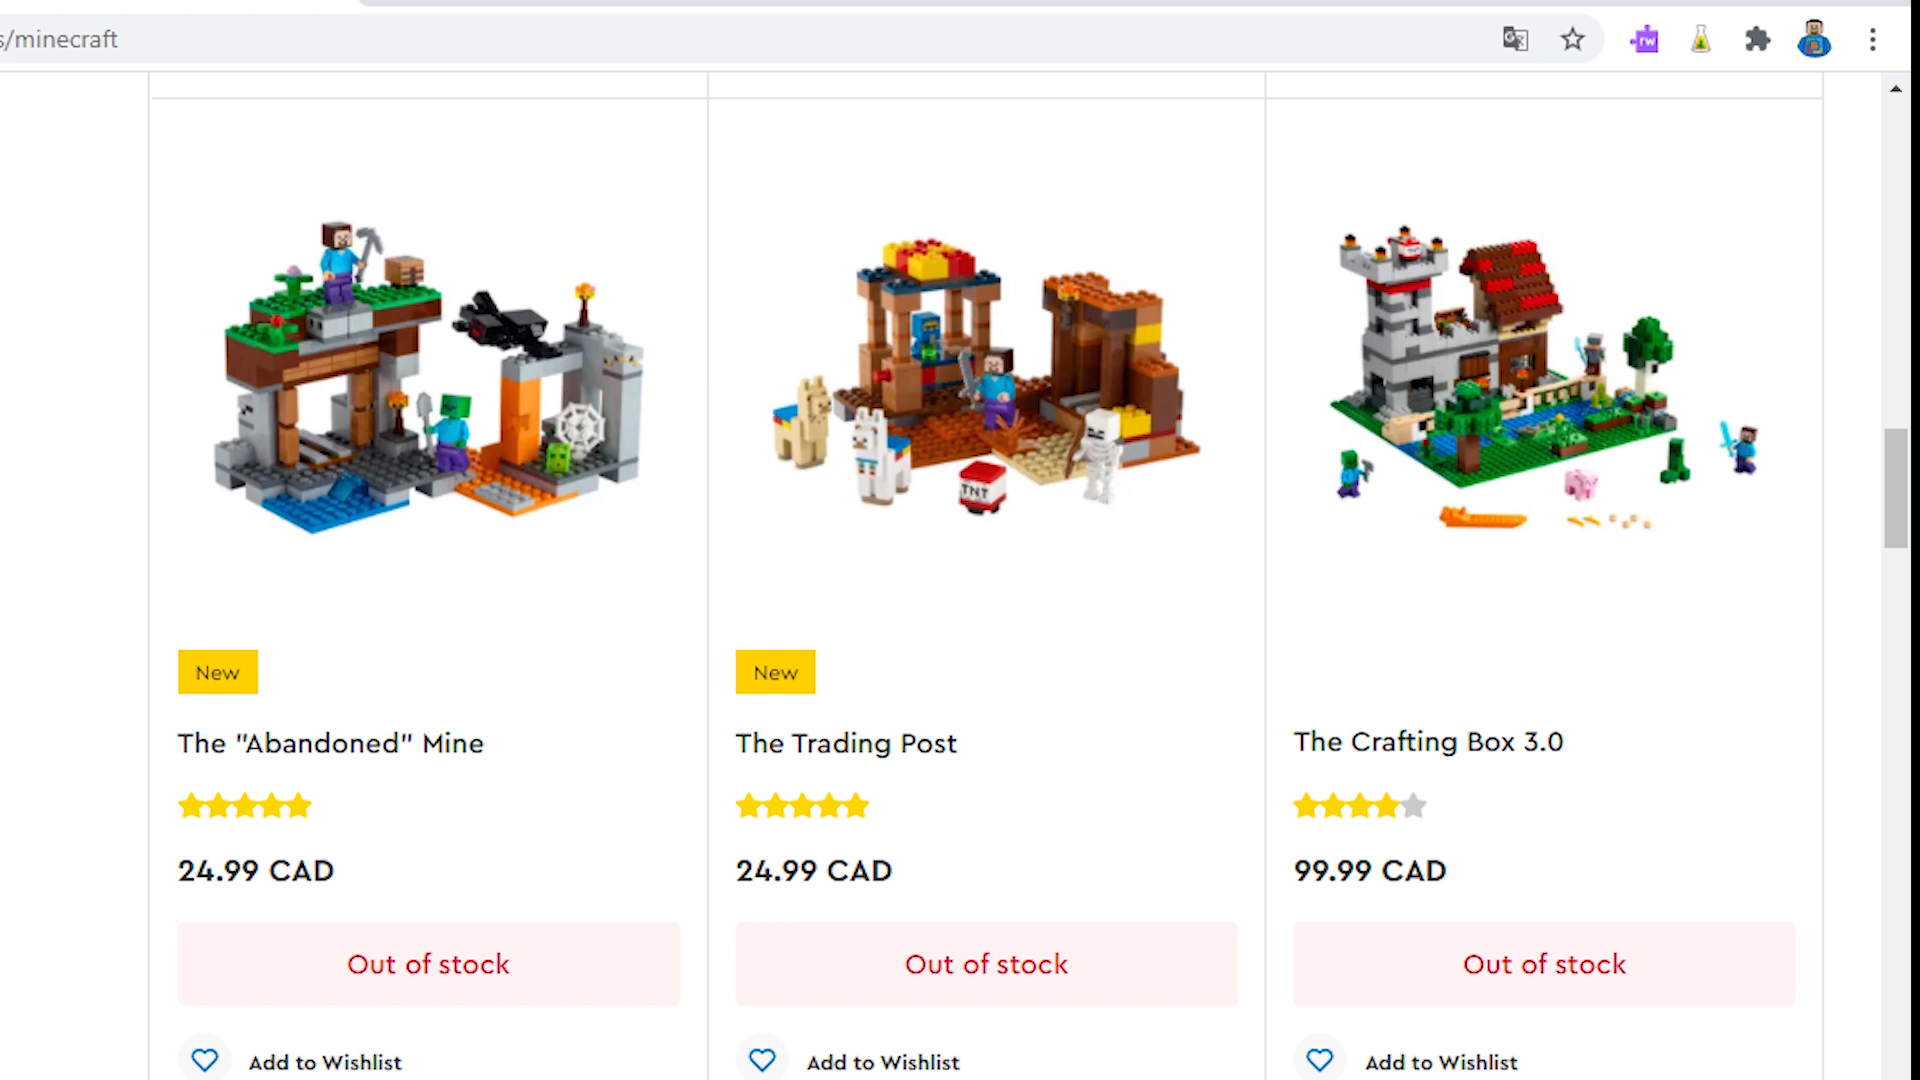 s/minecraft
rw
TNT
New
New
The "Abandoned" Mine
The Trading Post
The Crafting Box 3.0
24.99 CAD
24.99 CAD
99.99 CAD
Out of stock
Out of stock
Out of stock
Add to Wishlist
Add to Wishlist
Add to Wishlist